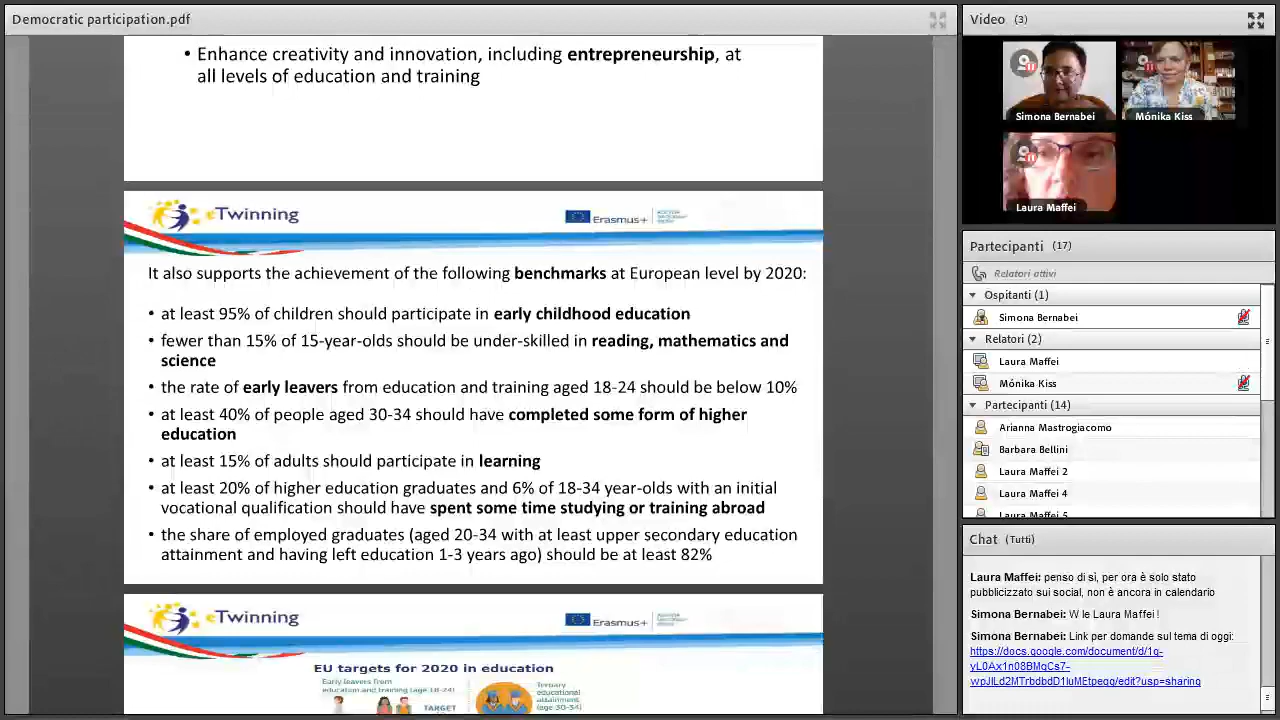 Democratic participation.pdf
• Enhance creativity and innovation, including entrepreneurship, at
all levels of education and training
eTwinning
Erasmus+
It also supports the achievement of the following benchmarks at European level by 2020:
• at least 95% of children should participate in early childhood education
• fewer than 15% of 15-year-olds should be under-skilled in reading, mathematics and
science
• the rate of early leavers from education and training aged 18-24 should be below 10%
• at least 40% of people aged 30-34 should have completed some form of higher
education
• at least 15% of adults should participate in learning
• at least 20% of higher education graduates and 6% of 18-34 year-olds with an initial
vocational qualification should have spent some time studying or training abroad
• the share of employed graduates (aged 20-34 with at least upper secondary education
attainment and having left education 1-3 years ago) should be at least 82%
eTwinning
Erasmus+
EU targets for 2020 in education
Early leavers from
education and training (age 18-24)
TARGET
Tertiary
educational
attainment
(age 30-34)
Video (3)
Simona Bernabei
Mónika Kiss
Laura Maffei
Partecipanti (17)
Relatori attivi
Ospitanti (1)
Simona Bernabei
Relatori (2)
Laura Maffei
Mónika Kiss
Partecipanti (14)
Arianna Mastrogiacomo
Barbara Bellini
Laura Maffei 2
Laura Maffei 4
Laura Maffei 5
Chat (Tutti)
Laura Maffei: penso di sì, per ora è solo stato
pubblicizzato sui social, non è ancora in calendario
Simona Bernabei: W le Laura Maffei !
Simona Bernabei: Link per domande sul tema di oggi:
https://docs.google.com/document/d/1q-